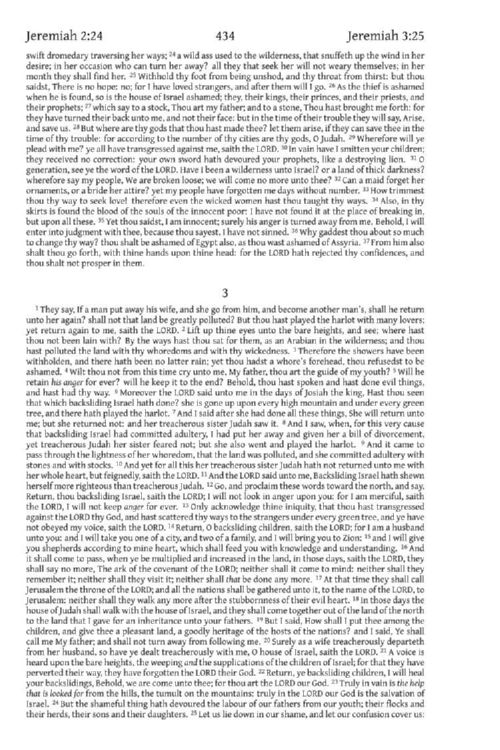 Jeremiah 2:24 434 Jeremiah 3:25
swift dromedary traversing her ways; 24 a wild ass used to the wilderness, that snuffeth up the wind in her
desire; in her occasion who can turn her away? all they that seek her will not weary themselves; in her
month they shall find her. 25 Withhold thy foot from being unshod, and thy throat from thirst: but thou
saidst, There is no hope: no; for I have loved strangers, and after them will I go. 26 As the thief is ashamed
when he is found, so is the house of Israel ashamed; they, their kings, their princes, and their priests, and
their prophets; 27 which say to a stock, Thou art my father; and to a stone, Thou hast brought me forth: for
they have turned their back unto me, and not their face: but in the time of their trouble they will say, Arise,
and save us. 28 But where are thy gods that thou hast made thee? let them arise, if they can save thee in the
time of thy trouble: for according to the number of thy cities are thy gods, O Judah. 29 Wherefore will ye
plead with me? ye all have transgressed against me, saith the LORD. 30 In vain have I smitten your children;
they received no correction: your own sword hath devoured your prophets, like a destroying lion. 31 O
generation, see ye the word of the LORD. Have I been a wilderness unto Israel? or a land of thick darkness?
wherefore say my people, We are broken loose; we will come no more unto thee? 32 Can a maid forget her
ornaments, or a bride her attire? yet my people have forgotten me days without number. 33 How trimmest
thou thy way to seek love! therefore even the wicked women hast thou taught thy ways. 34 Also, in thy
skirts is found the blood of the souls of the innocent poor: I have not found it at the place of breaking in,
but upon all these. 35 Yet thou saidst, I am innocent; surely his anger is turned away from me. Behold, I will
enter into judgment with thee, because thou sayest, I have not sinned. 36 Why gaddest thou about so much
to change thy way? thou shalt be ashamed of Egypt also, as thou wast ashamed of Assyria. 37 From him also
shalt thou go forth, with thine hands upon thine head: for the LORD hath rejected thy confidences, and
thou shalt not prosper in them.
3
1 They say, If a man put away his wife, and she go from him, and become another man's, shall he return
unto her again? shall not that land be greatly polluted? But thou hast played the harlot with many lovers;
yet return again to me, saith the LORD. 2 Lift up thine eyes unto the bare heights, and see; where hast
thou not been lain with? By the ways hast thou sat for them, as an Arabian in the wilderness; and thou
hast polluted the land with thy whoredoms and with thy wickedness. 3 Therefore the showers have been
withholden, and there hath been no latter rain; yet thou hadst a whore's forehead, thou refusedst to be
ashamed. 4 Wilt thou not from this time cry unto me, My father, thou art the guide of my youth? 5 Will he
retain his anger for ever? will he keep it to the end? Behold, thou hast spoken and hast done evil things,
and hast had thy way. 6 Moreover the LORD said unto me in the days of Josiah the king, Hast thou seen
that which backsliding Israel hath done? she is gone up upon every high mountain and under every green
tree, and there hath played the harlot. 7 And I said after she had done all these things, She will return unto
me; but she returned not: and her treacherous sister Judah saw it. 8 And I saw, when, for this very cause
that backsliding Israel had committed adultery, I had put her away and given her a bill of divorcement,
yet treacherous Judah her sister feared not; but she also went and played the harlot. 9 And it came to
pass through the lightness of her whoredom, that the land was polluted, and she committed adultery with
stones and with stocks. 10 And yet for all this her treacherous sister Judah hath not returned unto me with
her whole heart, but feignedly, saith the LORD. 11 And the LORD said unto me, Backsliding Israel hath shewn
herself more righteous than treacherous Judah. 12 Go, and proclaim these words toward the north, and say,
Return, thou backsliding Israel, saith the LORD; I will not look in anger upon you: for I am merciful, saith
the LORD, I will not keep anger for ever. 13 Only acknowledge thine iniquity, that thou hast transgressed
against the LORD thy God, and hast scattered thy ways to the strangers under every green tree, and ye have
not obeyed my voice, saith the LORD. 14 Return, O backsliding children, saith the LORD; for I am a husband
unto you: and I will take you one of a city, and two of a family, and I will bring you to Zion: 15 and I will give
you shepherds according to mine heart, which shall feed you with knowledge and understanding. 16 And
it shall come to pass, when ye be multiplied and increased in the land, in those days, saith the LORD, they
shall say no more, The ark of the covenant of the LORD; neither shall it come to mind: neither shall they
remember it; neither shall they visit it; neither shall that be done any more. 17 At that time they shall call
Jerusalem the throne of the LORD; and all the nations shall be gathered unto it, to the name of the LORD, to
Jerusalem: neither shall they walk any more after the stubbornness of their evil heart. 18 In those days the
house of Judah shall walk with the house of Israel, and they shall come together out of the land of the north
to the land that I gave for an inheritance unto your fathers. 19 But I said, How shall I put thee among the
children, and give thee a pleasant land, a goodly heritage of the hosts of the nations? and I said, Ye shall
call me My father; and shall not turn away from following me. 20 Surely as a wife treacherously departeth
from her husband, so have ye dealt treacherously with me, O house of Israel, saith the LORD. 21 A voice is
heard upon the bare heights, the weeping and the supplications of the children of Israel; for that they have
perverted their way, they have forgotten the LORD their God. 22 Return, ye backsliding children, I will heal
your backslidings, Behold, we are come unto thee; for thou art the LORD our God. 23 Truly in vain is the help
that is looked for from the hills, the tumult on the mountains: truly in the LORD our God is the salvation of
Israel. 24 But the shameful thing hath devoured the labour of our fathers from our youth; their flocks and
their herds, their sons and their daughters. 25 Let us lie down in our shame, and let our confusion cover us: